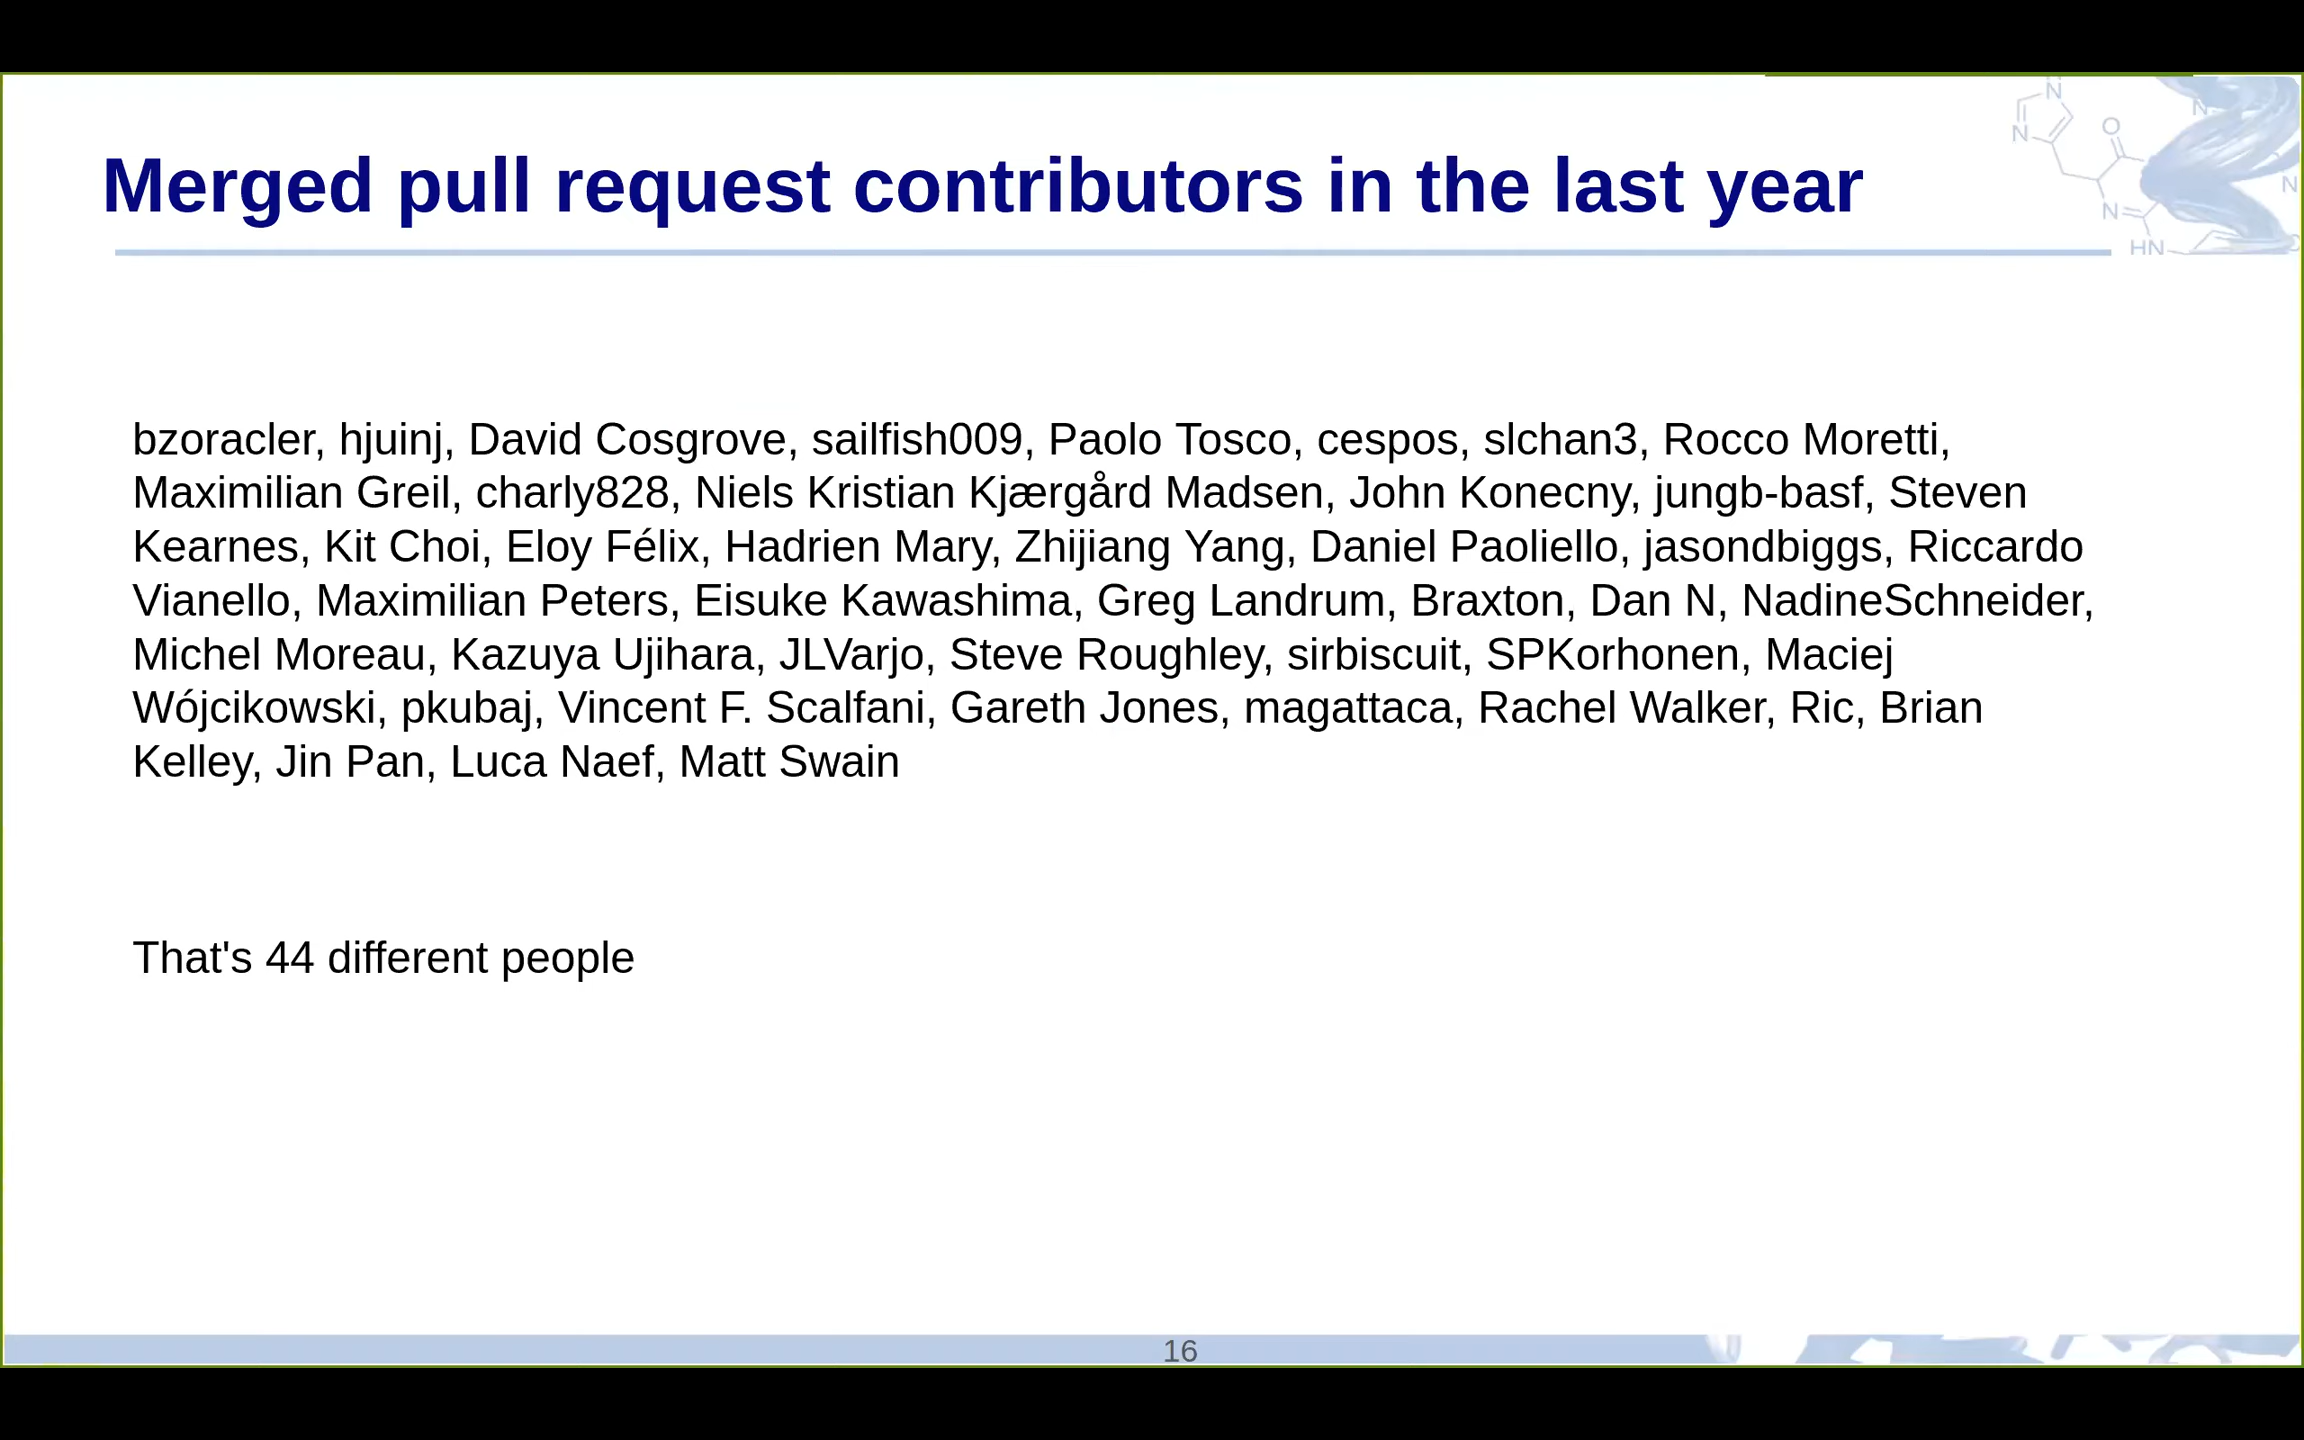 Merged pull request contributors in the last year
N
N
O
N
N
N
HN
bzoracler, hjuinj, David Cosgrove, sailfish009, Paolo Tosco, cespos, slchan3, Rocco Moretti,
Maximilian Greil, charly828, Niels Kristian Kjærgård Madsen, John Konecny, jungb-basf, Steven
Kearnes, Kit Choi, Eloy Félix, Hadrien Mary, Zhijiang Yang, Daniel Paoliello, jasondbiggs, Riccardo
Vianello, Maximilian Peters, Eisuke Kawashima, Greg Landrum, Braxton, Dan N, NadineSchneider,
Michel Moreau, Kazuya Ujihara, JLVarjo, Steve Roughley, sirbiscuit, SPKorhonen, Maciej
Wójcikowski, pkubaj, Vincent F. Scalfani, Gareth Jones, magattaca, Rachel Walker, Ric, Brian
Kelley, Jin Pan, Luca Naef, Matt Swain
That's 44 different people
16